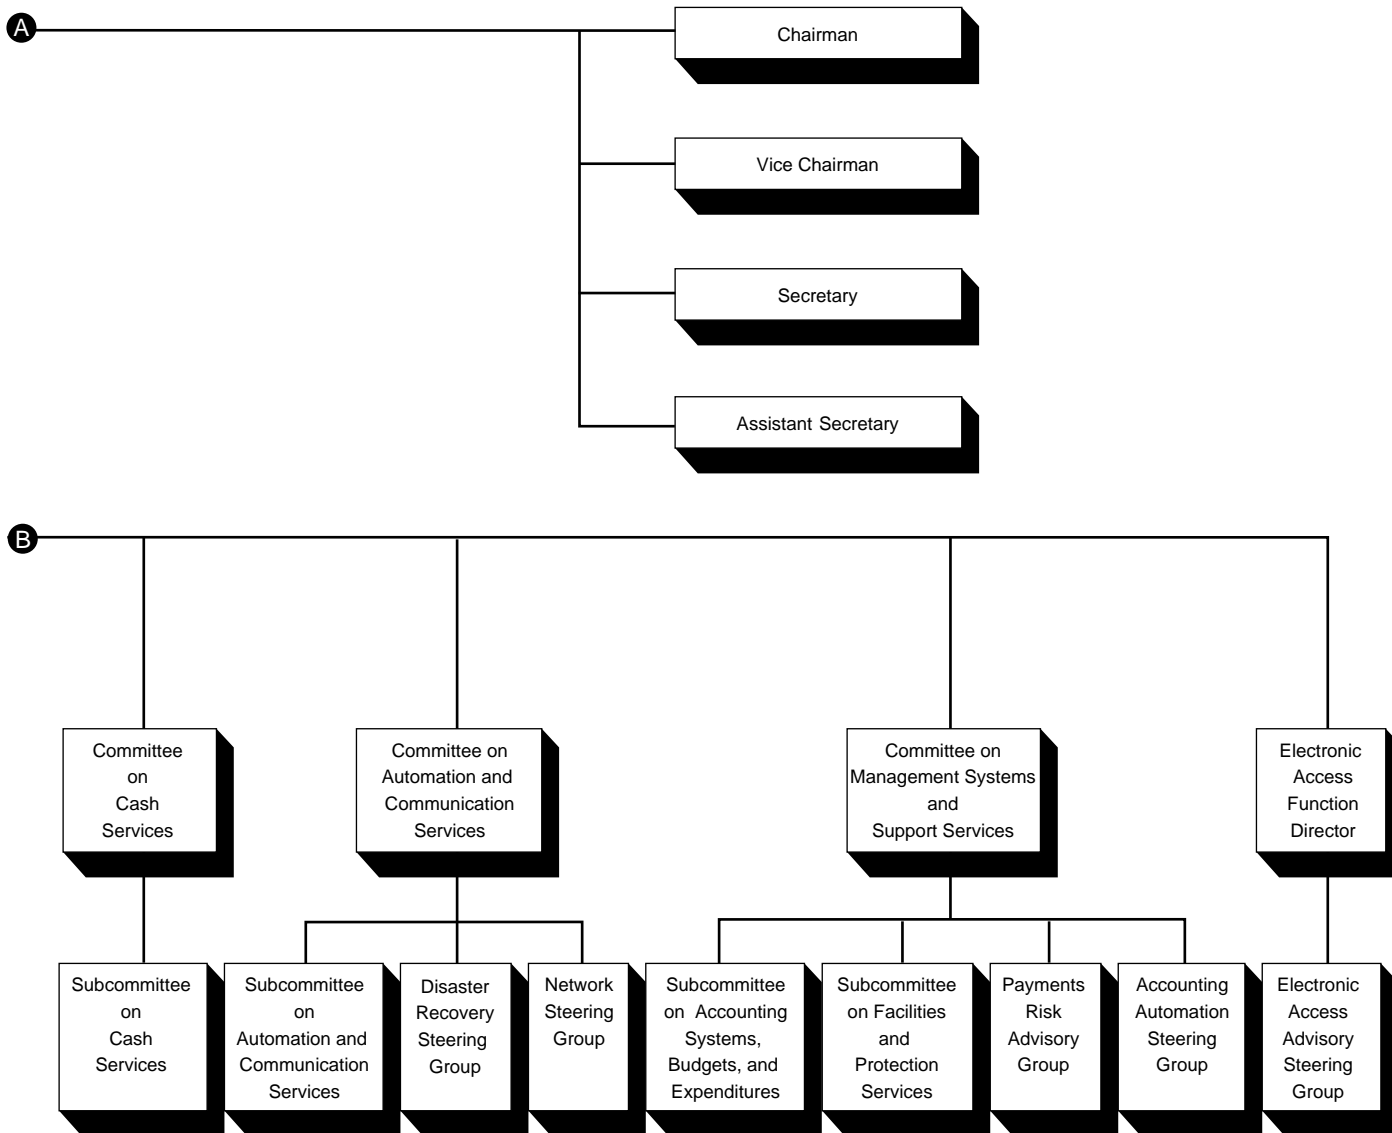 A
Chairman
Vice Chairman
Secretary
Assistant Secretary
B
Committee
on
Cash
Services
Committee on
Automation and
Communication
Services
Committee on
Management Systems
and
Support Services
Electronic
Access
Function
Director
Subcommittee
on
Cash
Services
Subcommittee
on
Automation and
Communication
Services
Disaster
Recovery
Steering
Group
Network
Steering
Group
Subcommittee
on Accounting
Systems,
Budgets, and
Expenditures
Subcommittee
on Facilities
and
Protection
Services
Payments
Risk
Advisory
Group
Accounting
Automation
Steering
Group
Electronic
Access
Advisory
Steering
Group